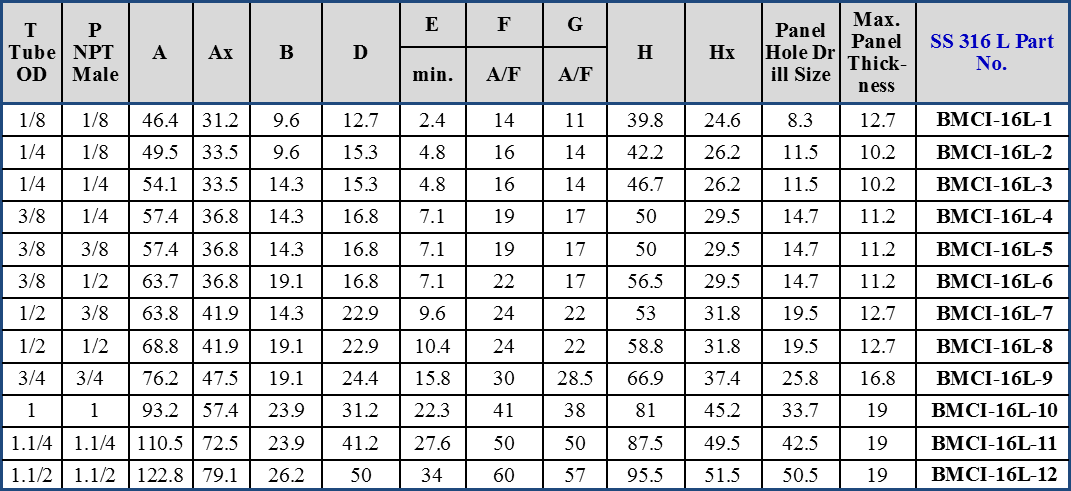 T Tube OD P NPT Male A Ax B D E min. F A/F G A/F H Hx Panel Hole Dr ill Size Max. Panel Thick- ness SS 316 L Part No.
1/8 1/8 46.4 31.2 9.6 12.7 2.4 14 11 39.8 24.6 8.3 12.7 BMCI-16L-1
1/4 1/8 49.5 33.5 9.6 15.3 4.8 16 14 42.2 26.2 11.5 10.2 BMCI-16L-2
1/4 1/4 54.1 33.5 14.3 15.3 4.8 16 14 46.7 26.2 11.5 10.2 BMCI-16L-3
3/8 1/4 57.4 36.8 14.3 16.8 7.1 19 17 50 29.5 14.7 11.2 BMCI-16L-4
3/8 3/8 57.4 36.8 14.3 16.8 7.1 19 17 50 29.5 14.7 11.2 BMCI-16L-5
3/8 1/2 63.7 36.8 19.1 16.8 7.1 22 17 56.5 29.5 14.7 11.2 BMCI-16L-6
1/2 3/8 63.8 41.9 14.3 22.9 9.6 24 22 53 31.8 19.5 12.7 BMCI-16L-7
1/2 1/2 68.8 41.9 19.1 22.9 10.4 24 22 58.8 31.8 19.5 12.7 BMCI-16L-8
3/4 3/4 76.2 47.5 19.1 24.4 15.8 30 28.5 66.9 37.4 25.8 16.8 BMCI-16L-9
1 1 93.2 57.4 23.9 31.2 22.3 41 38 81 45.2 33.7 19 BMCI-16L-10
1.1/4 1.1/4 110.5 72.5 23.9 41.2 27.6 50 50 87.5 49.5 42.5 19 BMCI-16L-11
1.1/2 1.1/2 122.8 79.1 26.2 50 34 60 57 95.5 51.5 50.5 19 BMCI-16L-12